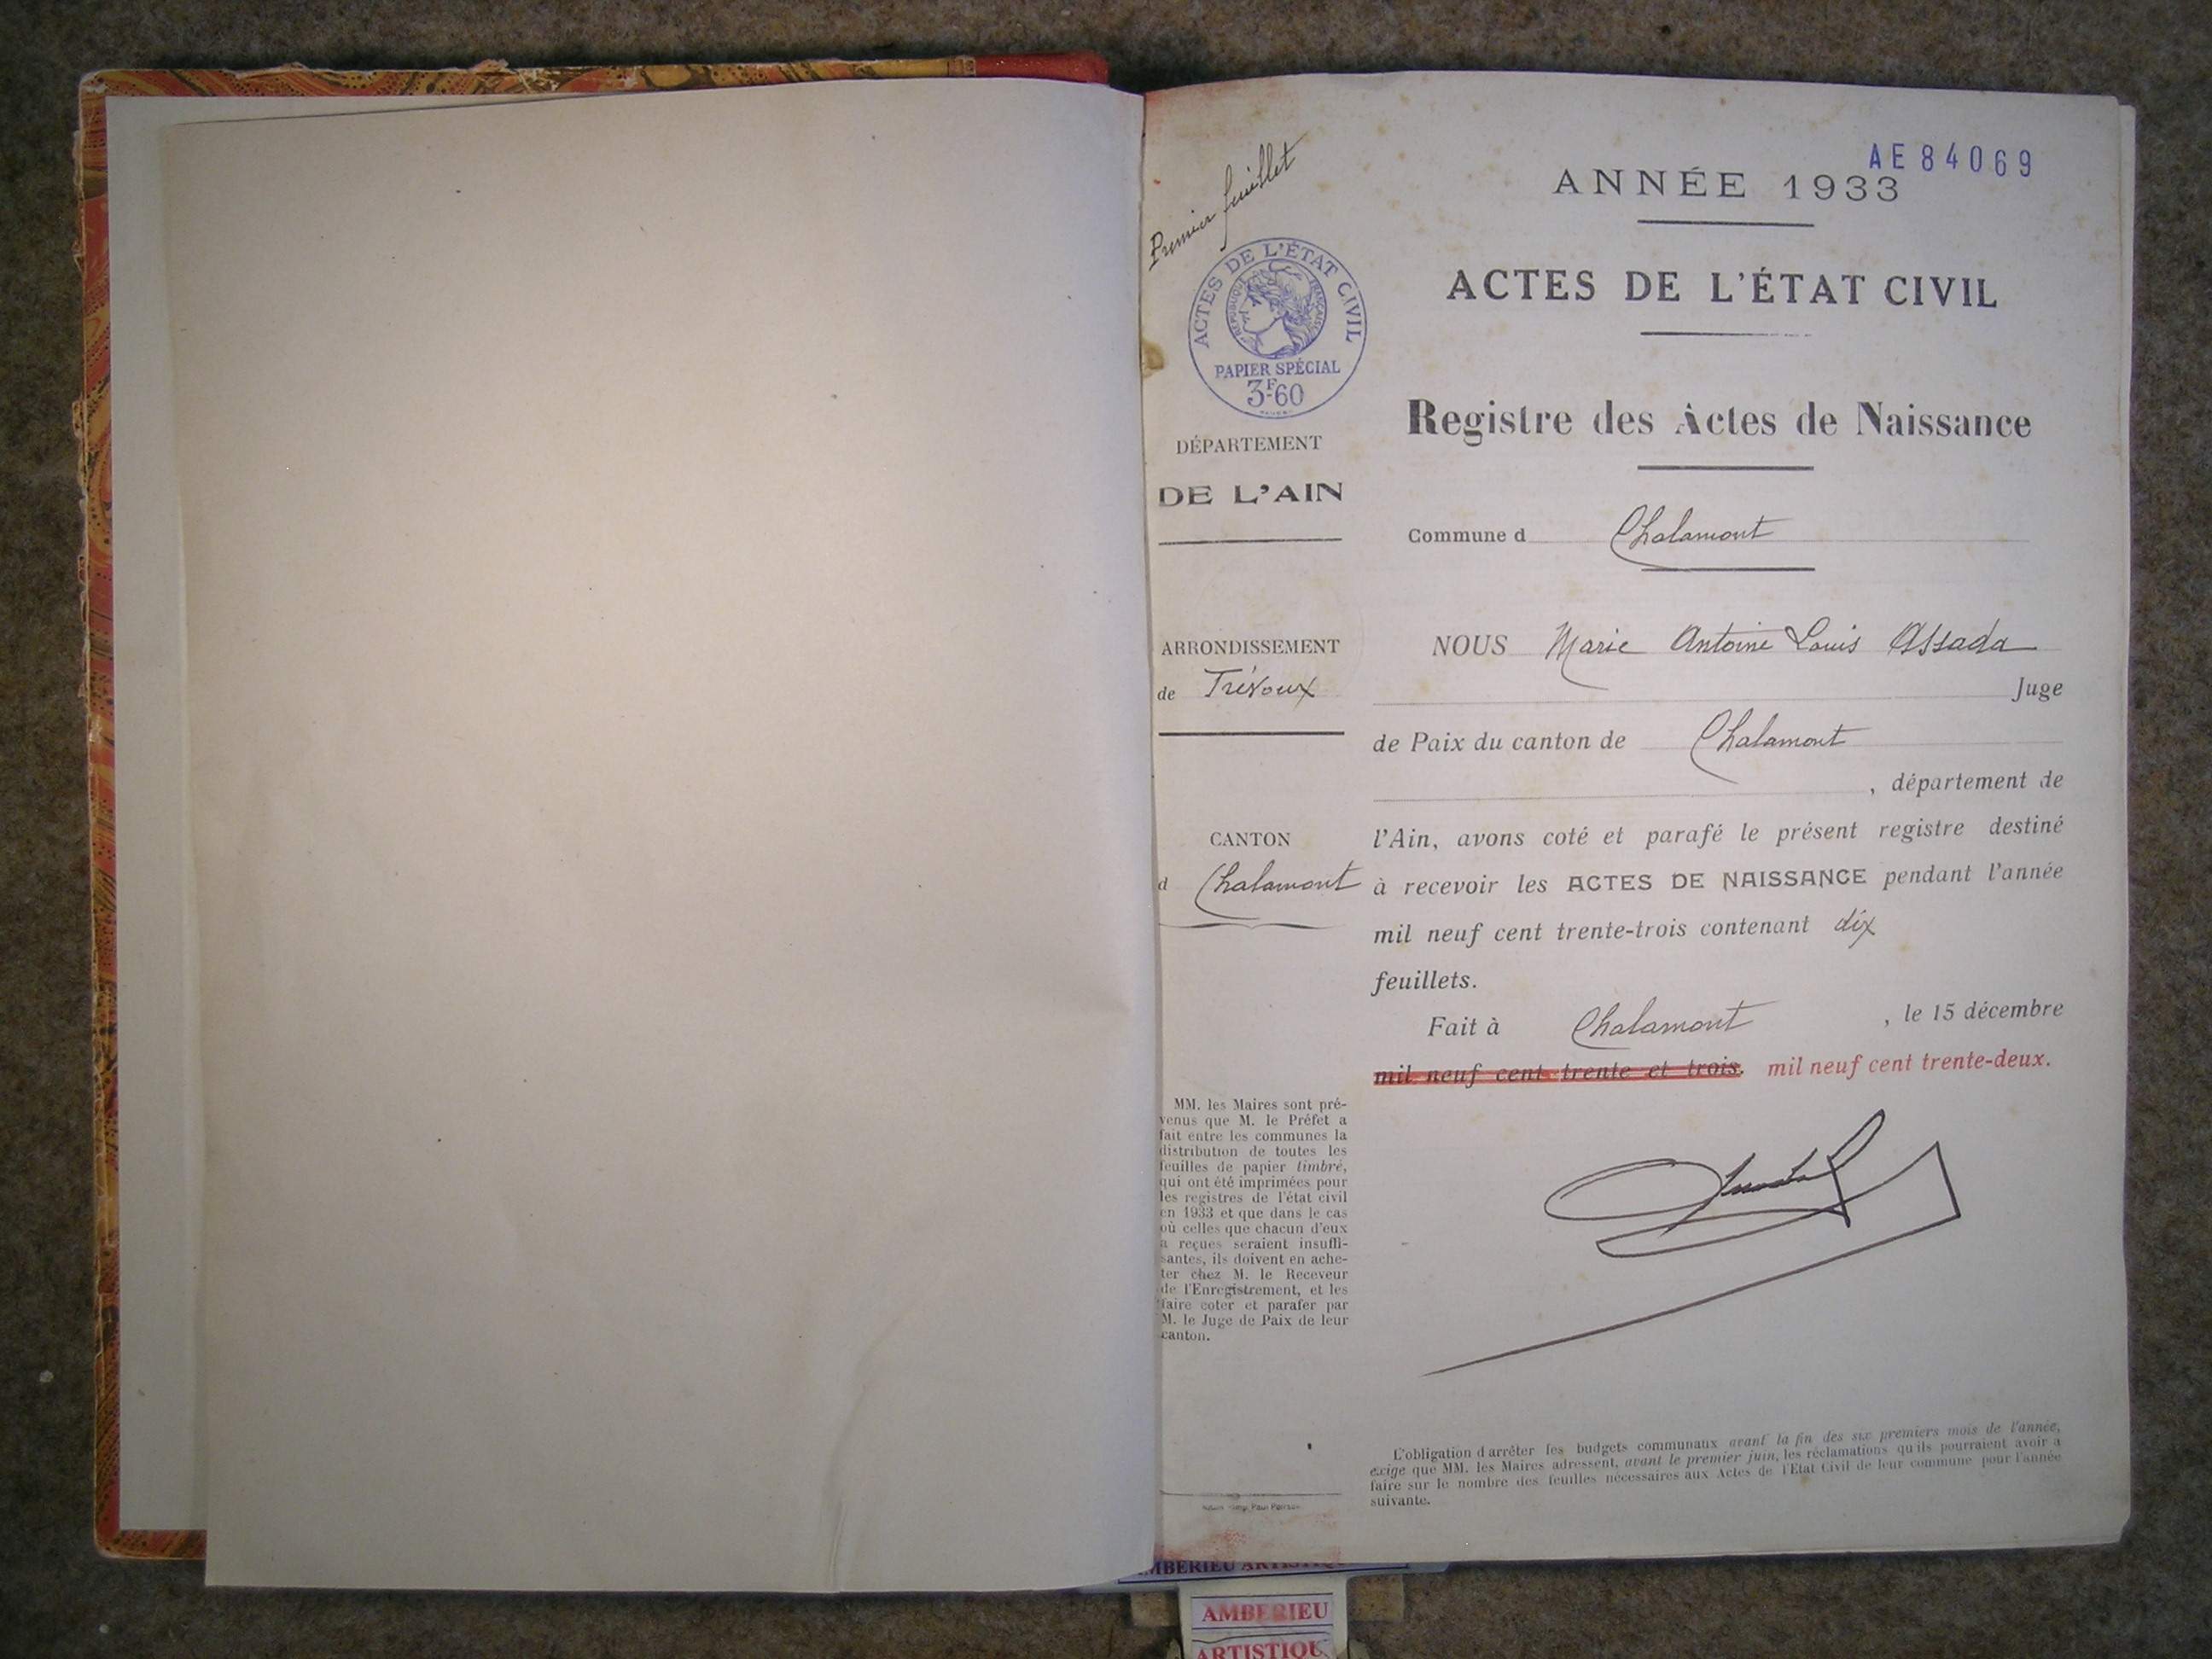 Premier feuillet
ACTES DE L'ÉTAT CIVIL
RÉPUBLIQUE FRANÇAISE
PAPIER SPÉCIAL
3F60
DÉPARTEMENT
DE L'AIN
ARRONDISSEMENT
de Trévoux
CANTON
d Chalamont
MM. les Maires sont pré-
venus que M. le Préfet a
fait entre les communes la
distribution de toutes les
feuilles de papier timbré,
qui ont été imprimées pour
les registres de l'état civil
en 1933 et que dans le cas
où celles que chacun d'eux
a reçues seraient insuffi-
santes, ils doivent en ache-
ter chez M. le Receveur
de l'Enregistrement, et les
faire coter et parafer par
M. le Juge de Paix de leur
canton.
AE84069
ANNÉE 1933
ACTES DE L'ÉTAT CIVIL
Registre des Actes de Naissance
Commune d Chalamont
NOUS Marie Antoine Louis Assada
Juge
de Paix du canton de Chalamont
, département de
l'Ain, avons coté et parafé le présent registre destiné
à recevoir les ACTES DE NAISSANCE pendant l'année
mil neuf cent trente-trois contenant dix
feuillets.
Fait à Chalamont , le 15 décembre
mil neuf cent trente et trois. mil neuf cent trente-deux.
L'obligation d'arrêter les budgets communaux avant la fin des six premiers mois de l'année,
exige que MM. les Maires adressent, avant le premier juin, les réclamations qu'ils pourraient avoir à
faire sur le nombre des feuilles nécessaires aux Actes de l'Etat Civil de leur commune pour l'année
suivante.
AMBERIEU
ARTISTIQU